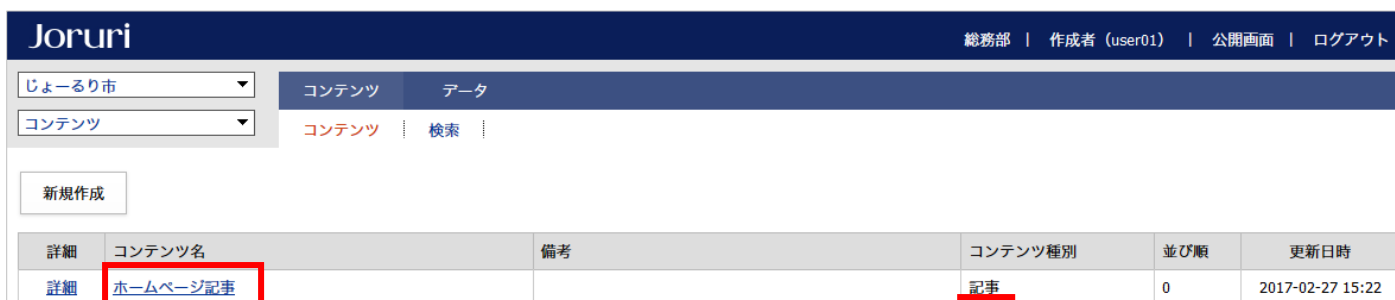 Joruri 総務部 | 作成者（user01） | 公開画面 | ログアウト
じょーるり市 コンテンツ データ
コンテンツ コンテンツ 検索
新規作成
詳細 コンテンツ名 備考 コンテンツ種別 並び順 更新日時
詳細 ホームページ記事 記事 0 2017-02-27 15:22